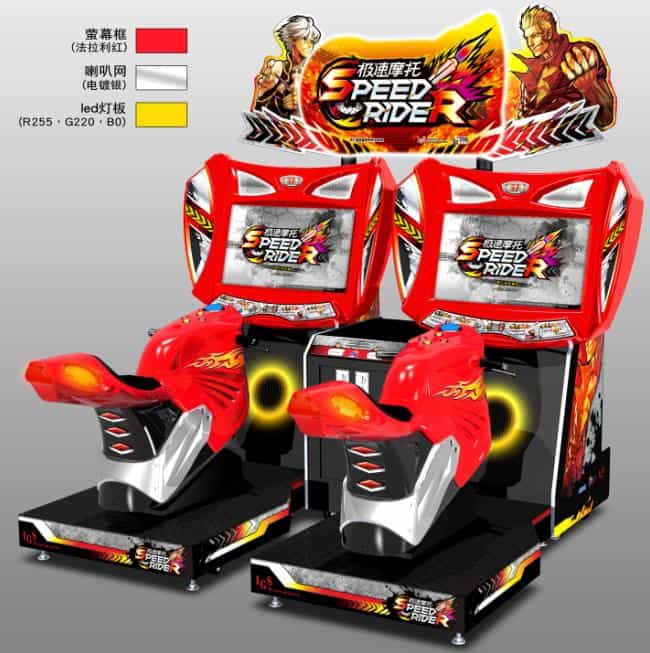 萤幕框
(法拉利紅)
喇叭网
(电镀银)
led灯板
(R255·G220·B0)
极速摩托
SPEED
RIDER
极速摩托
SPEED
RIDER
极速摩托
SPEED
RIDER
IGS
极速摩托
SPEED
RIDER
IGS
极速摩托
SPEED
RIDER